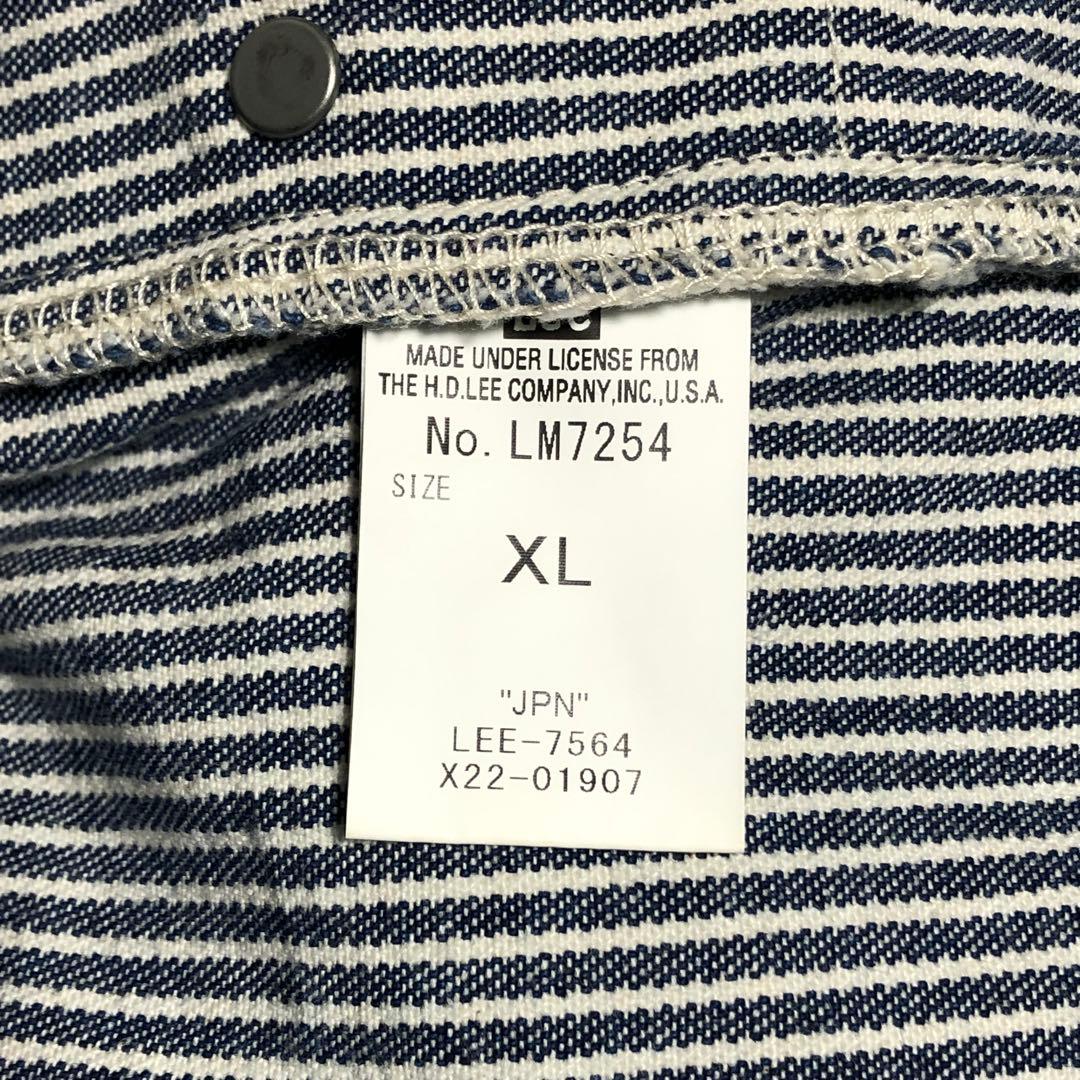 MADE UNDER LICENSE FROM
THE H.D.LEE COMPANY,INC.,U.S.A.
No. LM7254
SIZE
XL
"JPN"
LEE-7564
X22-01907